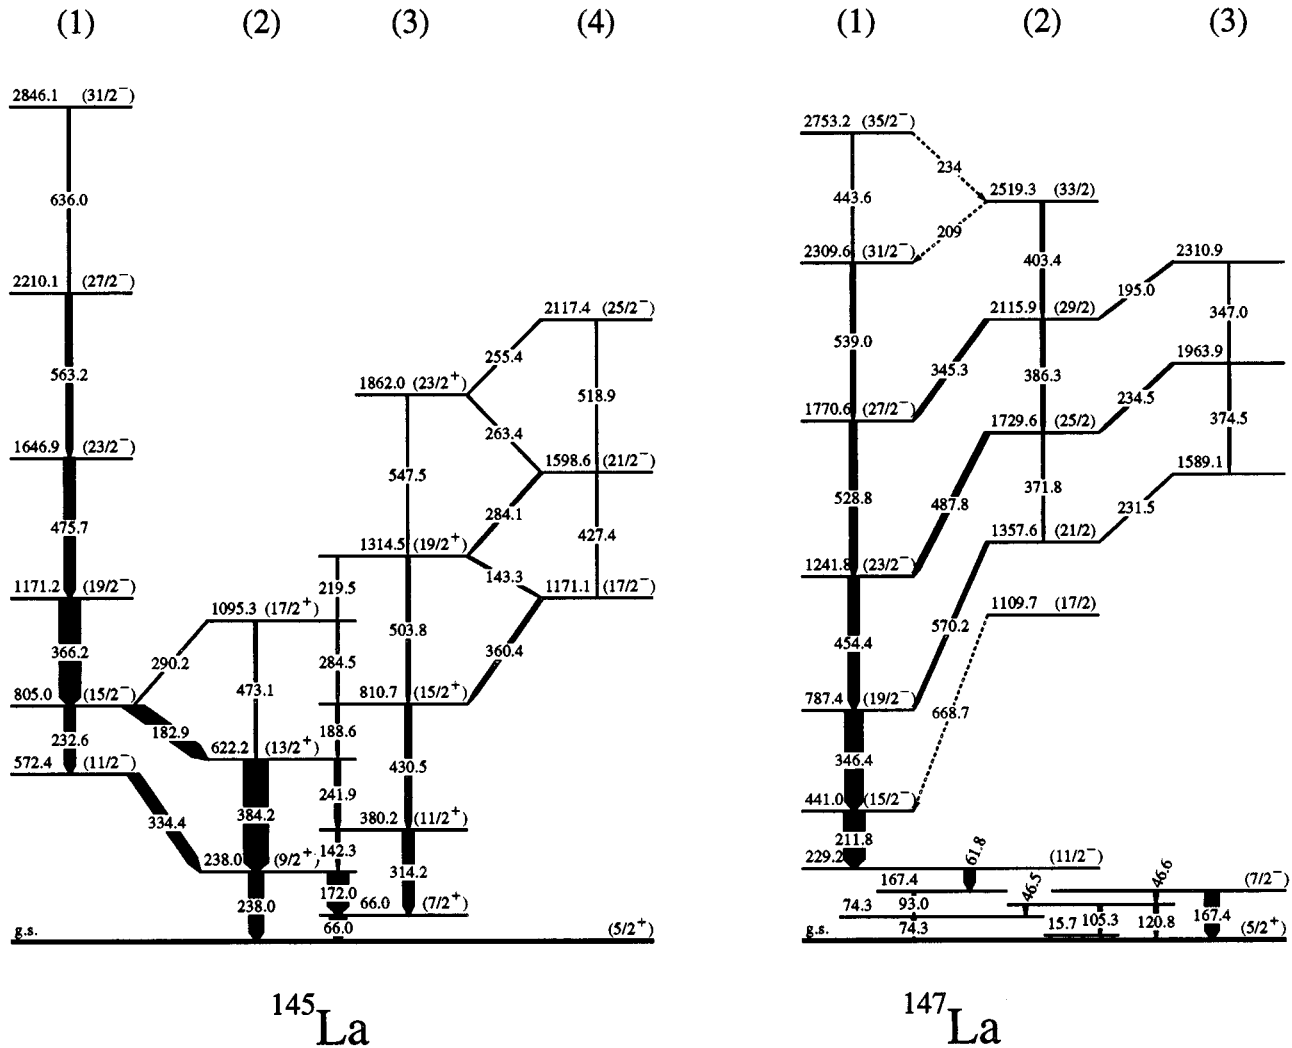 (1) (2) (3) (4) (1) (2) (3)
2846.1 (31/2⁻)
2753.2 (35/2⁻)
234
636.0 443.6 2519.3 (33/2)
209
2309.6 (31/2⁻) 403.4 2310.9
2210.1 (27/2⁻)
2117.4 (25/2⁻) 2115.9 (29/2) 195.0
347.0
255.4 539.0 345.3
563.2 1862.0 (23/2⁺) 518.9 386.3 1963.9
263.4 1770.6 (27/2⁻) 1729.6 (25/2) 234.5
374.5
1646.9 (23/2⁻) 547.5 1598.6 (21/2⁻) 1589.1
528.8 487.8 371.8
475.7 284.1 427.4 231.5
1314.5 (19/2⁺) 1357.6 (21/2)
219.5 143.3 1241.8 (23/2⁻)
1171.2 (19/2⁻) 1171.1 (17/2⁻)
1095.3 (17/2⁺) 1109.7 (17/2)
503.8 454.4 570.2
366.2 290.2 284.5 360.4
473.1
805.0 (15/2⁻) 810.7 (15/2⁺) 787.4 (19/2⁻)
668.7
182.9 188.6
232.6 622.2 (13/2⁺) 346.4
572.4 (11/2⁻) 430.5
241.9 441.0 (15/2⁻)
334.4 384.2 380.2 (11/2⁺)
211.8
142.3 61.8
238.0 (9/2⁺) 314.2 229.2 (11/2⁻)
167.4 46.5 46.6 (7/2⁻)
238.0 172.0 66.0 (7/2⁺) 74.3 93.0
15.7 105.3 120.8 167.4
g.s. 66.0 (5/2⁺) g.s. 74.3 (5/2⁺)
¹⁴⁵La ¹⁴⁷La